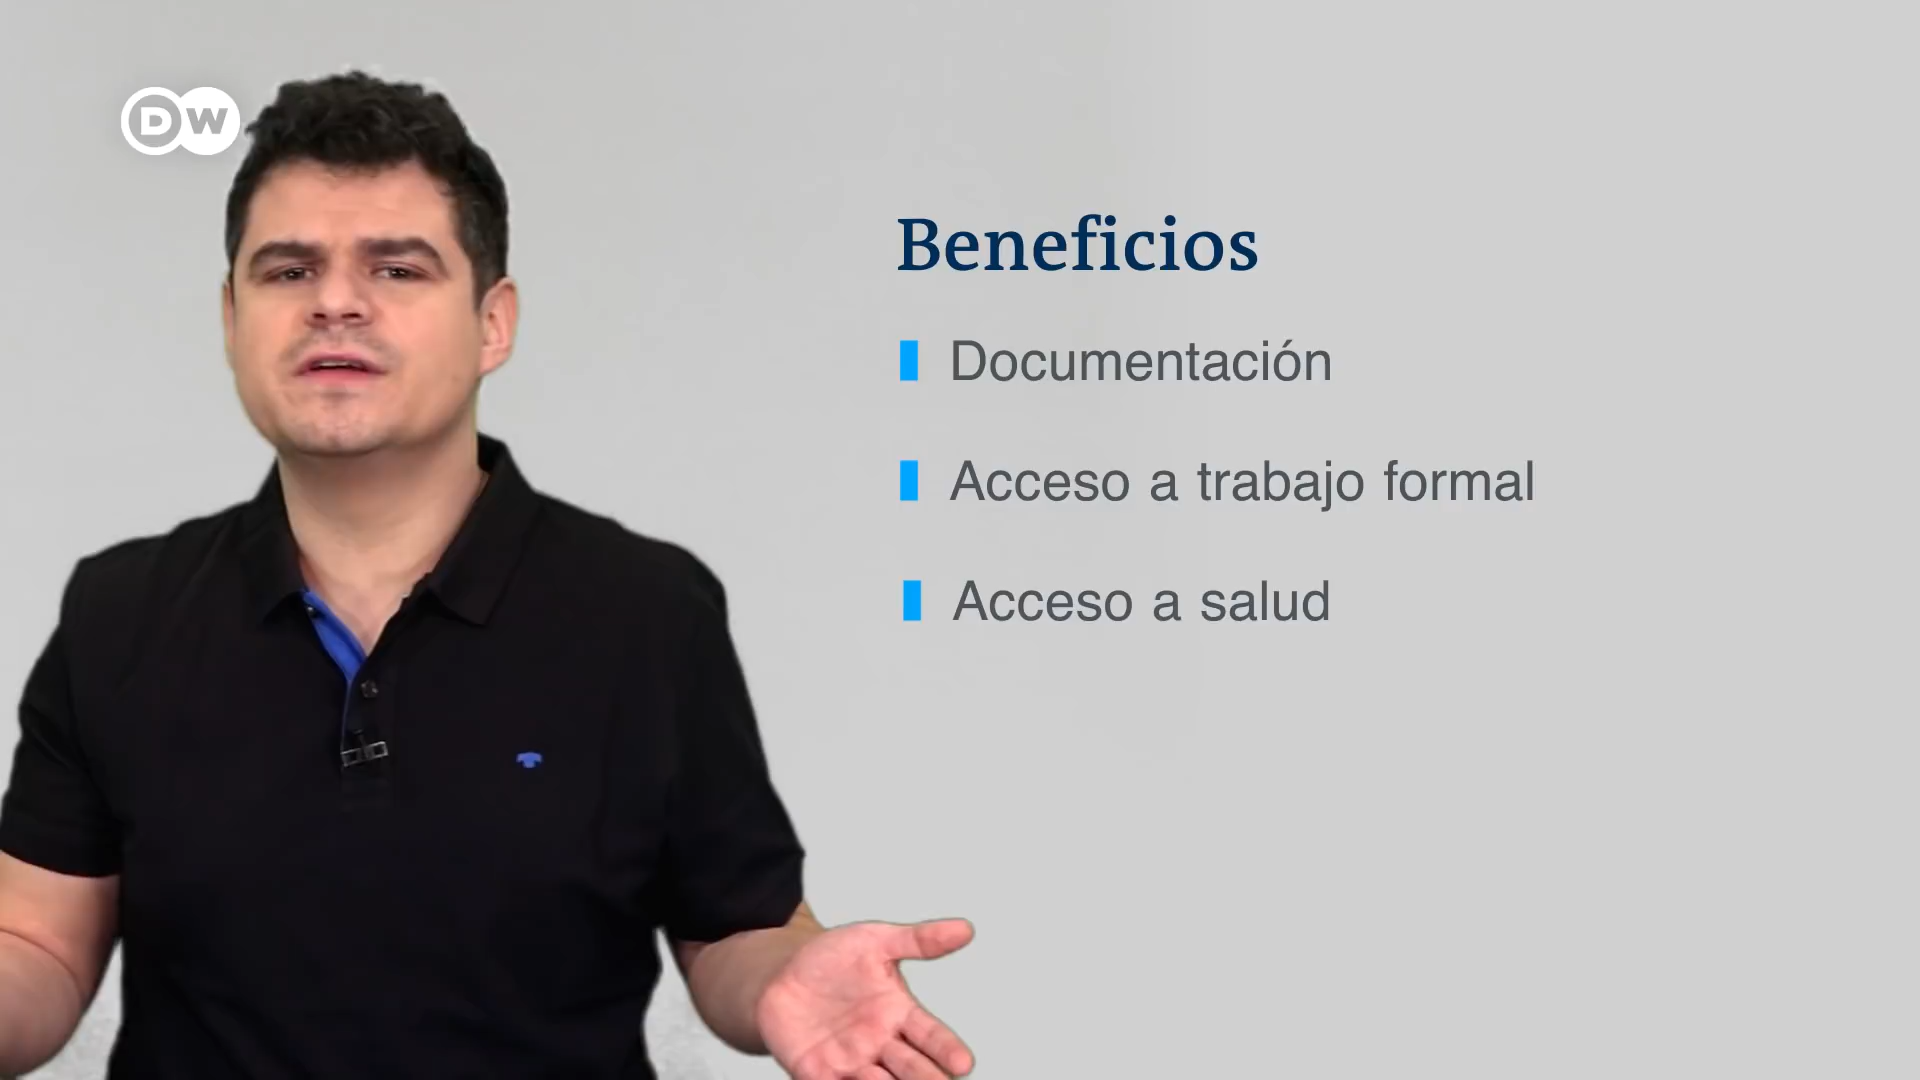 DW
Beneficios
Documentación
Acceso a trabajo formal
Acceso a salud